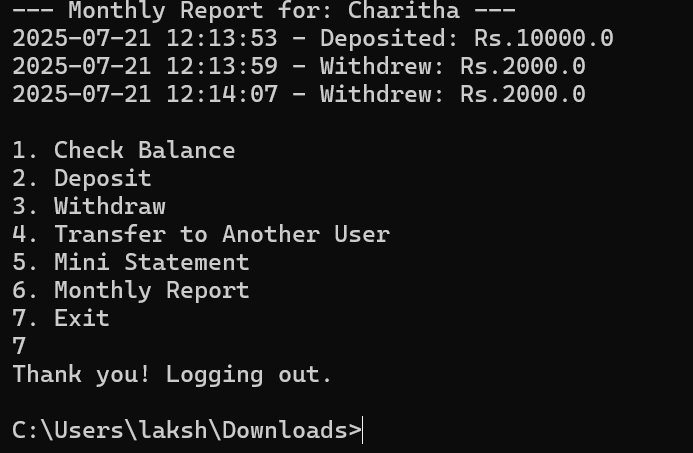 --- Monthly Report for: Charitha ---
2025-07-21 12:13:53 - Deposited: Rs.10000.0
2025-07-21 12:13:59 - Withdrew: Rs.2000.0
2025-07-21 12:14:07 - Withdrew: Rs.2000.0
1. Check Balance
2. Deposit
3. Withdraw
4. Transfer to Another User
5. Mini Statement
6. Monthly Report
7. Exit
7
Thank you! Logging out.
C:\Users\laksh\Downloads>